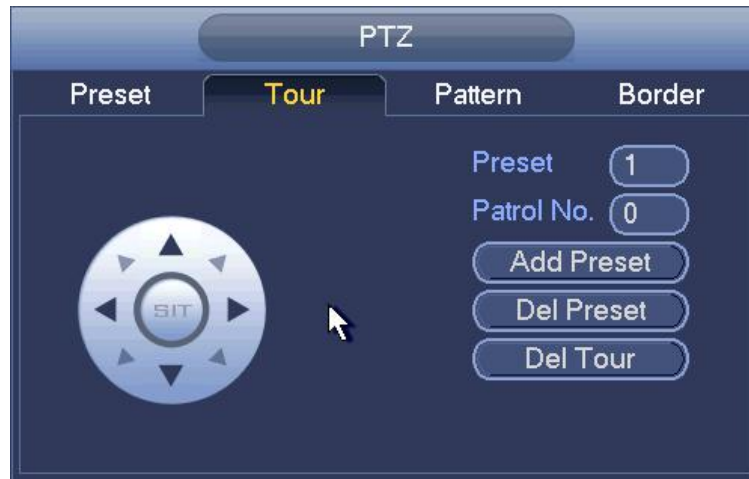 PTZ
Preset Tour Pattern Border
Preset 1
Patrol No. 0
Add Preset
SIT
Del Preset
Del Tour